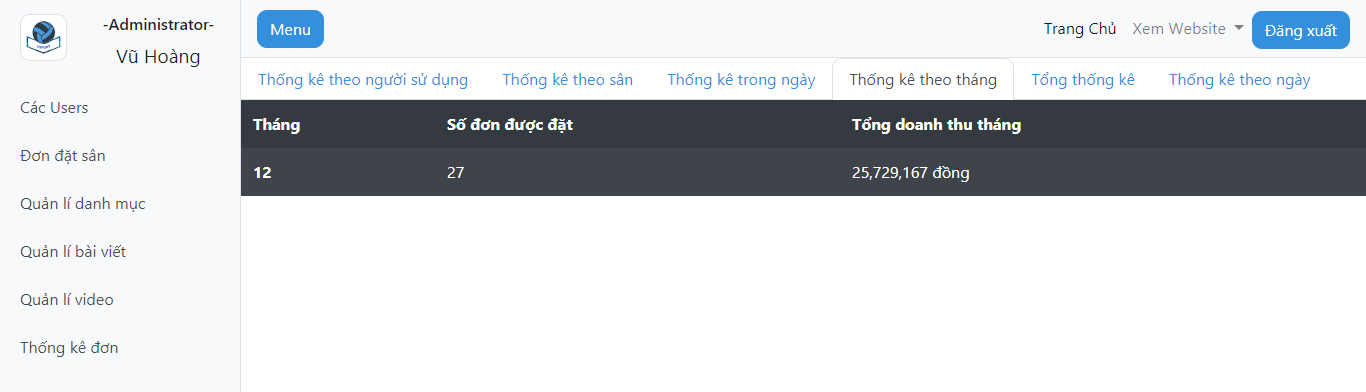 -Administrator-
Vũ Hoàng
Các Users
Đơn đặt sân
Quản lí danh mục
Quản lí bài viết
Quản lí video
Thống kê đơn
Menu
Trang Chủ Xem Website Đăng xuất
Thống kê theo người sử dụng Thống kê theo sân Thống kê trong ngày Thống kê theo tháng Tổng thống kê Thống kê theo ngày
Tháng Số đơn được đặt Tổng doanh thu tháng
12 27 25,729,167 đồng